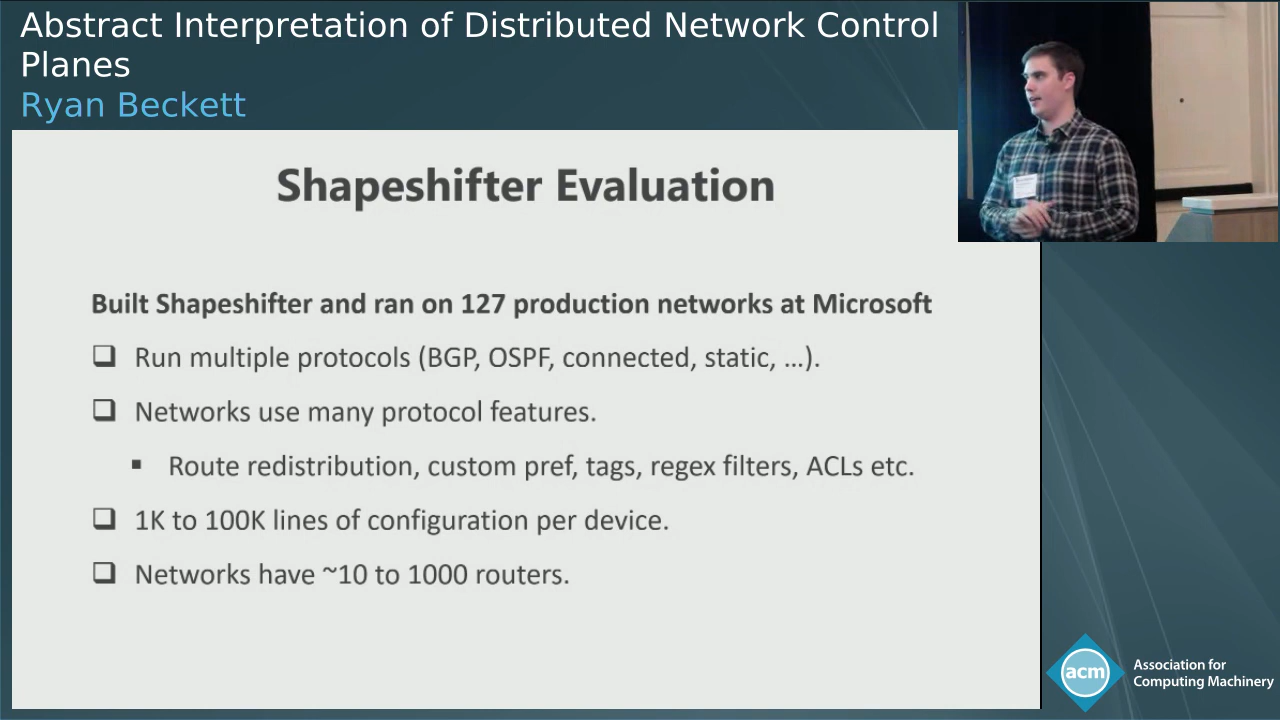 Abstract Interpretation of Distributed Network Control
Planes
Ryan Beckett
Shapeshifter Evaluation
Built Shapeshifter and ran on 127 production networks at Microsoft
❑ Run multiple protocols (BGP, OSPF, connected, static, …).
❑ Networks use many protocol features.
▪ Route redistribution, custom pref, tags, regex filters, ACLs etc.
❑ 1K to 100K lines of configuration per device.
❑ Networks have ~10 to 1000 routers.
acm
Association for
Computing Machinery